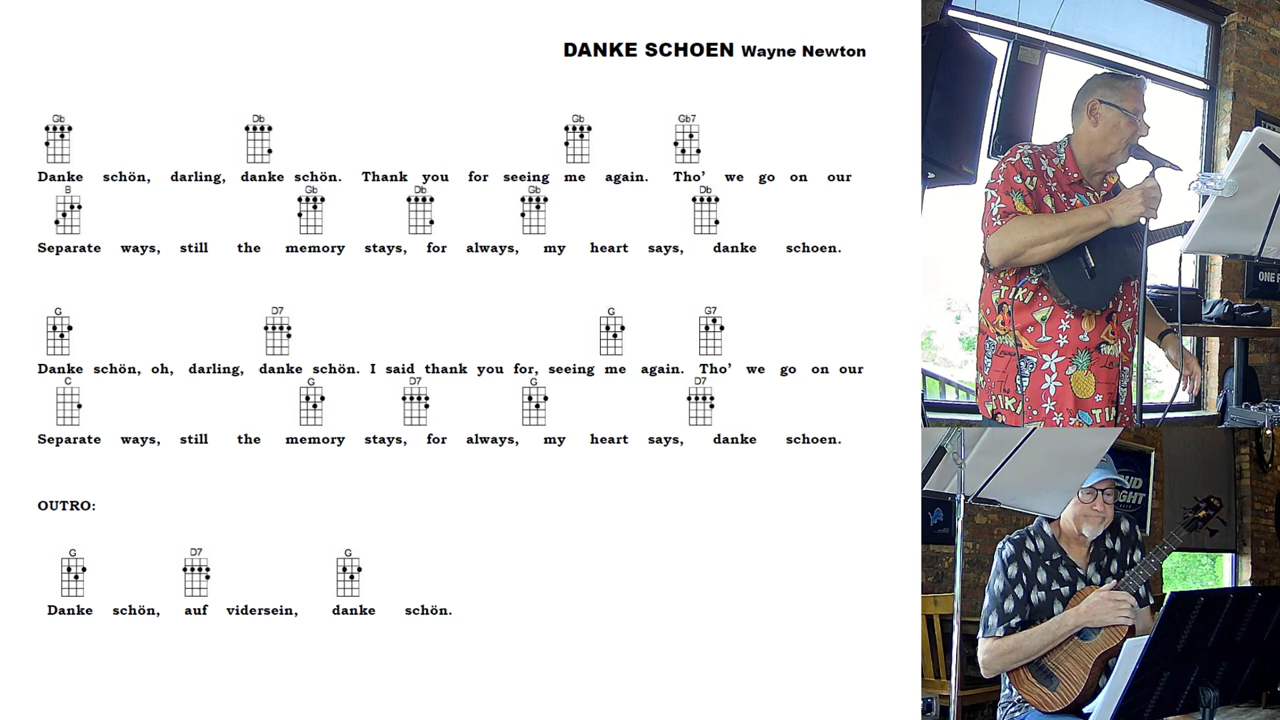 DANKE SCHOEN Wayne Newton
Gb Db Gb Gb7
Danke schön, darling, danke schön. Thank you for seeing me again. Tho' we go on our
B Gb Db Gb Db
Separate ways, still the memory stays, for always, my heart says, danke schoen.
G D7 G G7
Danke schön, oh, darling, danke schön. I said thank you for, seeing me again. Tho' we go on our
C G D7 G D7
Separate ways, still the memory stays, for always, my heart says, danke schoen.
OUTRO:
G D7 G
Danke schön, auf vidersein, danke schön.
TIKI
TIKI
ONE